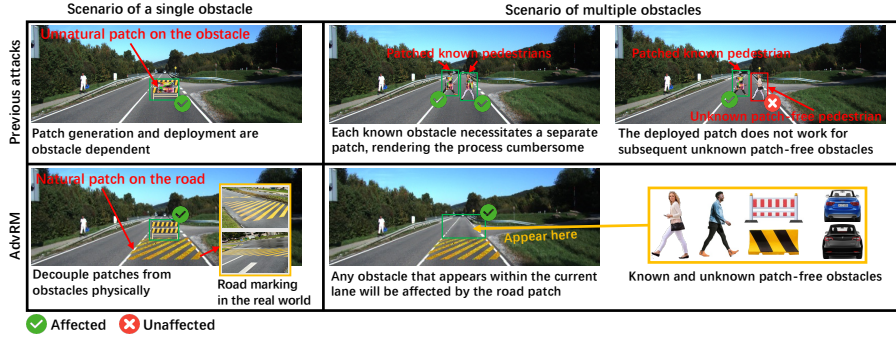 Scenario of a single obstacle
Scenario of multiple obstacles
Previous attacks
Unnatural patch on the obstacle
Patch generation and deployment are
obstacle dependent
Patched known pedestrians
Each known obstacle necessitates a separate
patch, rendering the process cumbersome
Patched known pedestrian
Unknown patch-free pedestrian
The deployed patch does not work for
subsequent unknown patch-free obstacles
AdvRM
Natural patch on the road
Decouple patches from
obstacles physically
Road marking
in the real world
Appear here
Any obstacle that appears within the current
lane will be affected by the road patch
Known and unknown patch-free obstacles
Affected
Unaffected